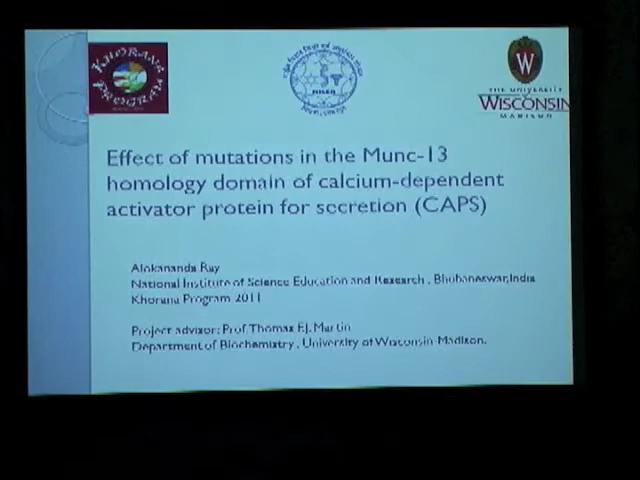 KHORANA
PROGRAM
NISER
THE UNIVERSITY
WISCONSIN
MADISON
W
Effect of mutations in the Munc-13
homology domain of calcium-dependent
activator protein for secretion (CAPS)
Alokananda Ray
National Institute of Science Education and Research , Bhubaneswar,India
Khorana Program 2011
Project advisor: Prof.Thomas F.J. Martin
Department of Biochemistry , University of Wisconsin-Madison.